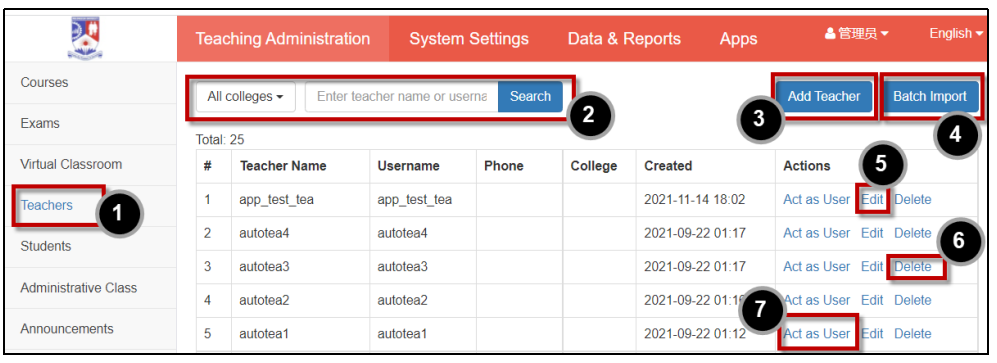 Teaching Administration System Settings Data & Reports Apps 管理员 English
Courses
Exams
Virtual Classroom
Teachers
Students
Administrative Class
Announcements
1
All colleges Enter teacher name or userna Search
2
Add Teacher
3
Batch Import
4
Total: 25
# Teacher Name Username Phone College Created Actions
5
1 app_test_tea app_test_tea 2021-11-14 18:02 Act as User Edit Delete
2 autotea4 autotea4 2021-09-22 01:17 Act as User Edit Delete
6
3 autotea3 autotea3 2021-09-22 01:17 Act as User Edit Delete
4 autotea2 autotea2 2021-09-22 Act as User Edit Delete
7
5 autotea1 autotea1 2021-09-22 01:12 Act as User Edit Delete